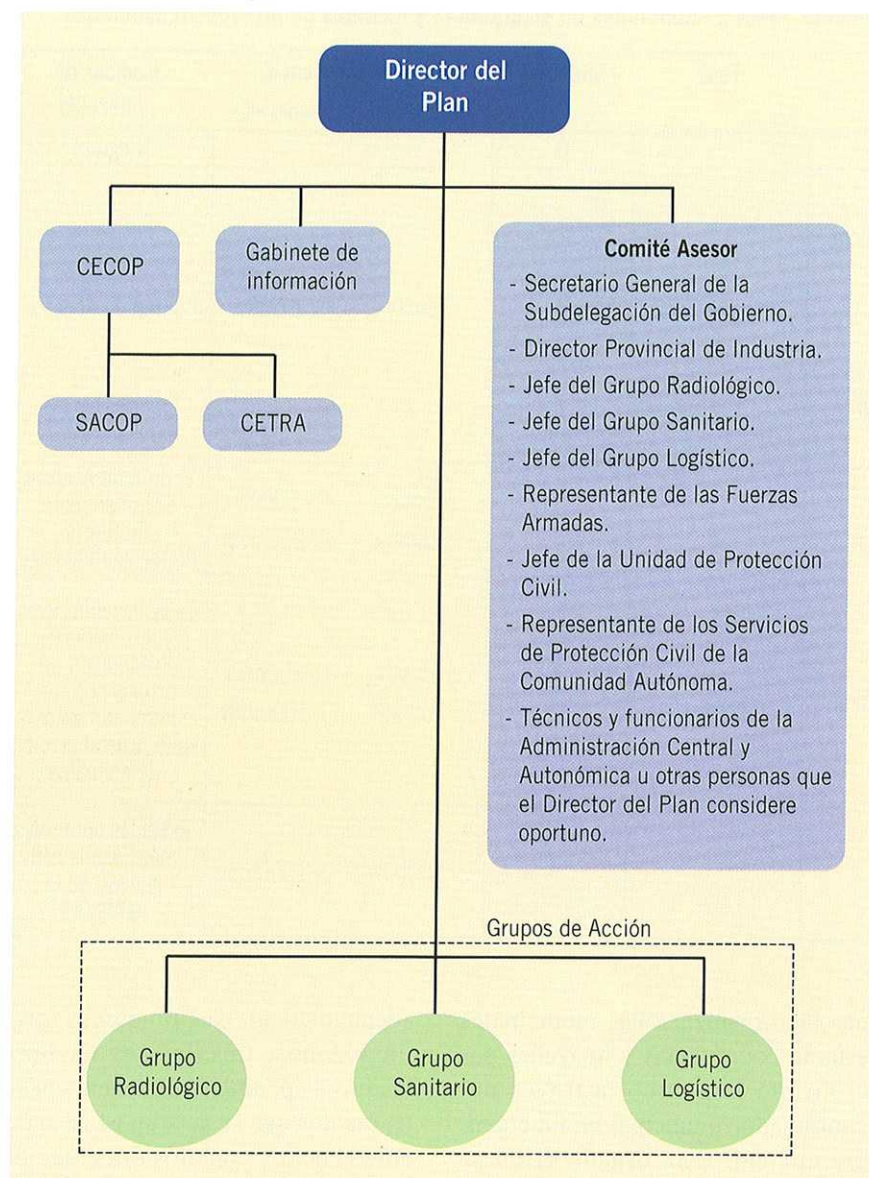 Director del
Plan
CECOP
Gabinete de
información
SACOP
CETRA
Comité Asesor
- Secretario General de la
Subdelegación del Gobierno.
- Director Provincial de Industria.
- Jefe del Grupo Radiológico.
- Jefe del Grupo Sanitario.
- Jefe del Grupo Logístico.
- Representante de las Fuerzas
Armadas.
- Jefe de la Unidad de Protección
Civil.
- Representante de los Servicios
de Protección Civil de la
Comunidad Autónoma.
- Técnicos y funcionarios de la
Administración Central y
Autonómica u otras personas que
el Director del Plan considere
oportuno.
Grupos de Acción
Grupo
Radiológico
Grupo
Sanitario
Grupo
Logístico